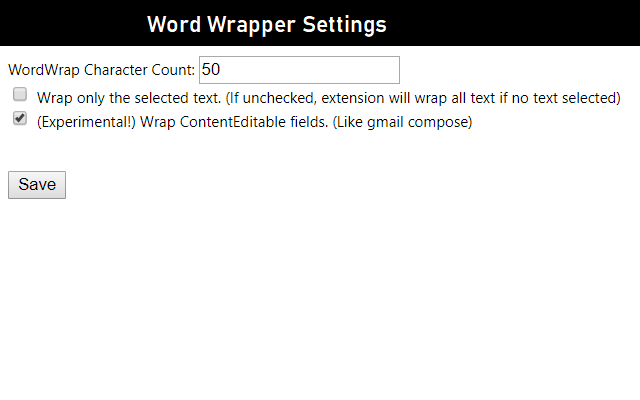 Word Wrapper Settings
WordWrap Character Count: 50
Wrap only the selected text. (If unchecked, extension will wrap all text if no text selected)
(Experimental!) Wrap ContentEditable fields. (Like gmail compose)
Save